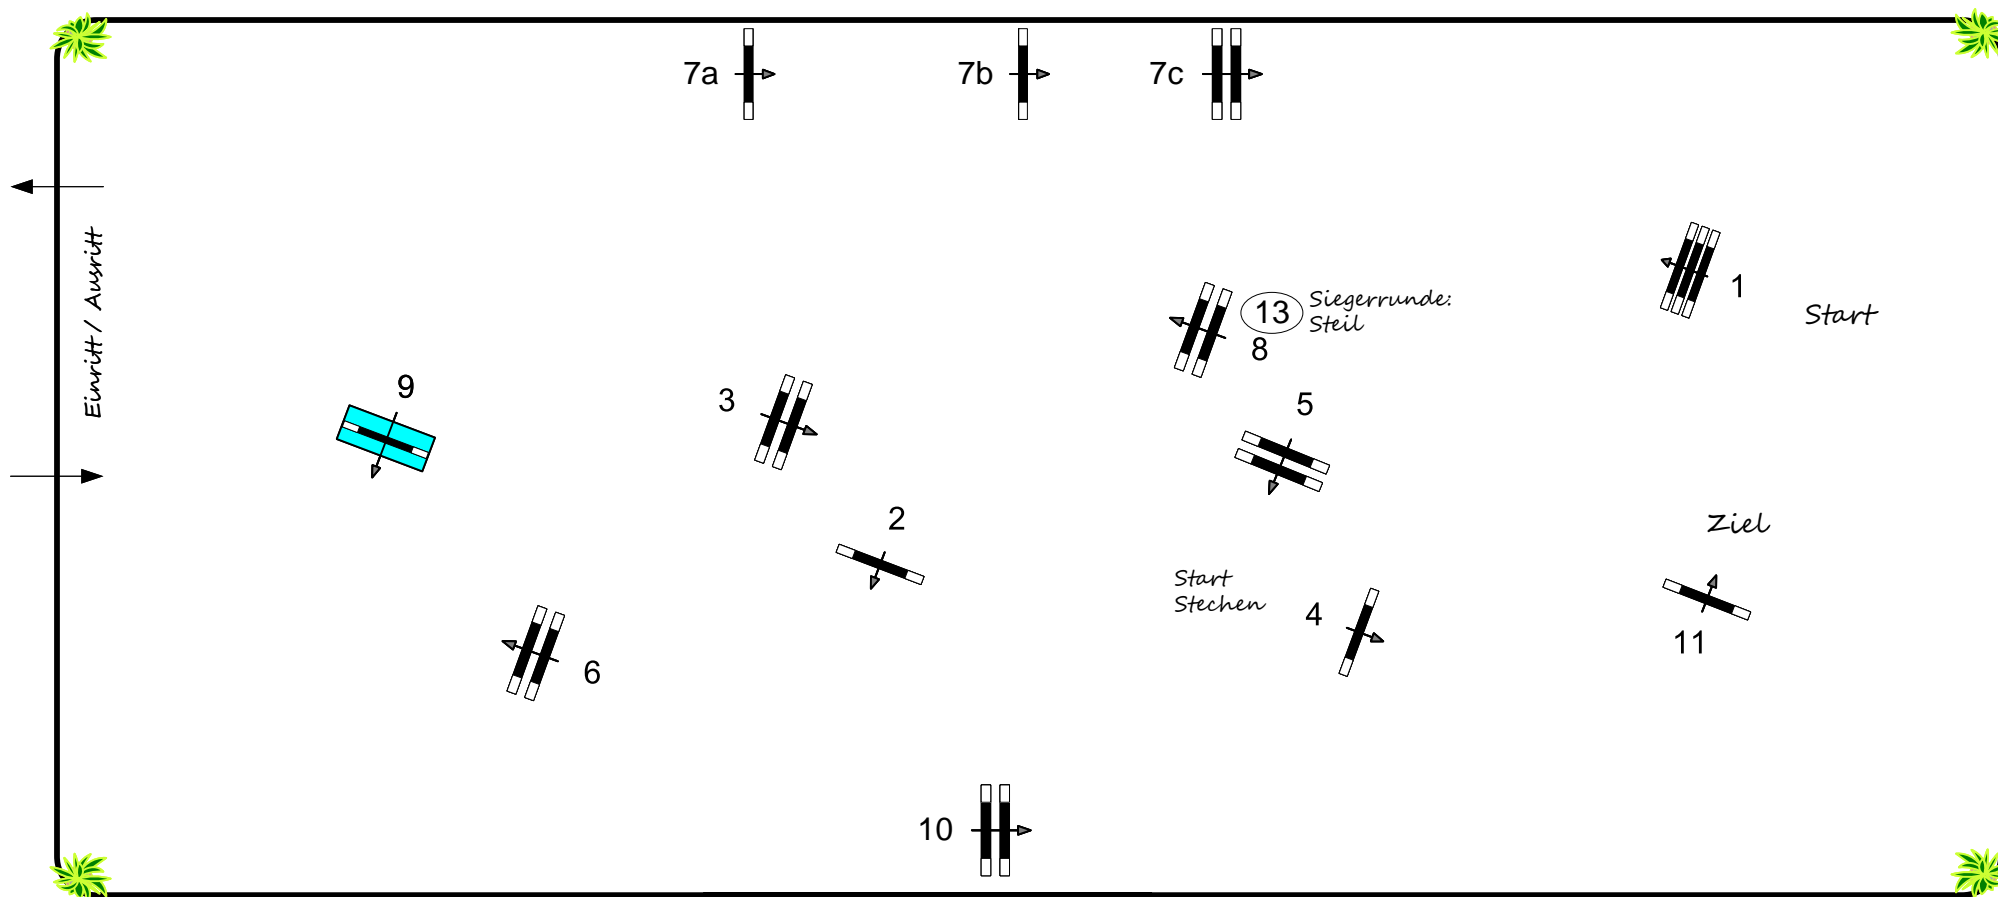 7a
7b
7c
Einritt / Ausritt
1
Start
13
Siegerrunde:
Steil
8
9
3
5
2
Ziel
Start
Stechen
4
11
6
10